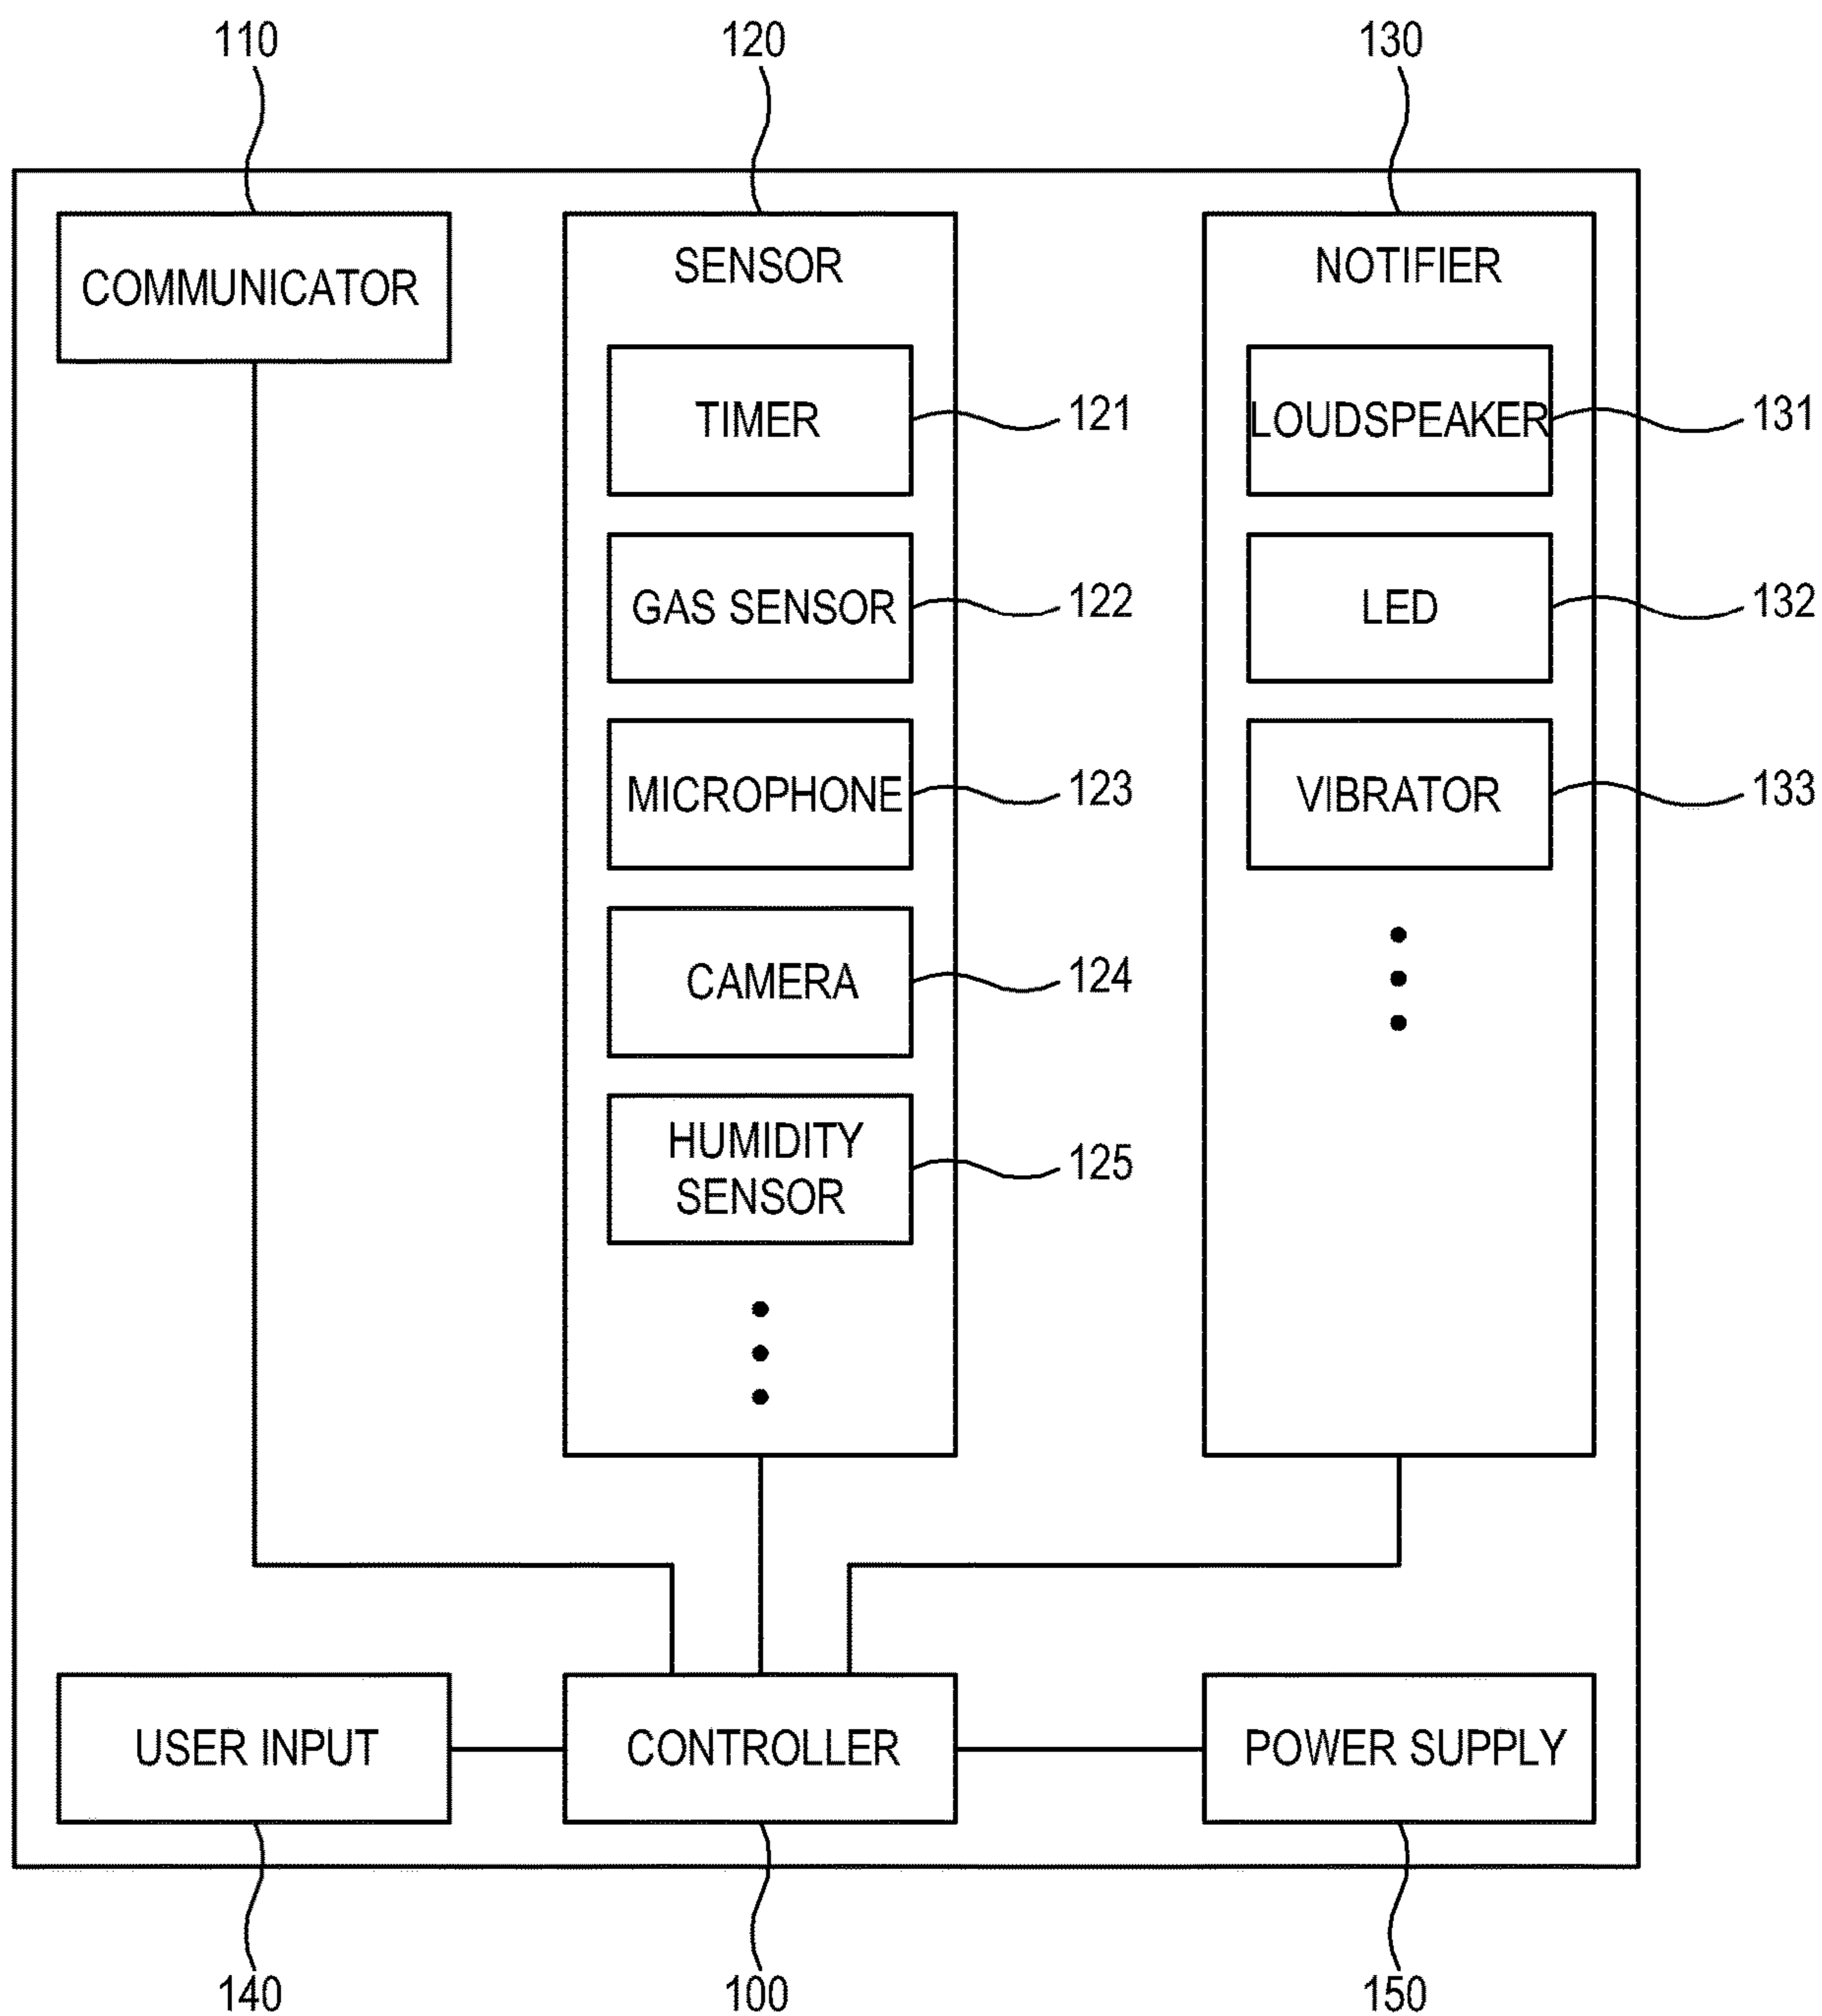 110
120
130
COMMUNICATOR
SENSOR
NOTIFIER
TIMER
121
LOUDSPEAKER
131
GAS SENSOR
122
LED
132
MICROPHONE
123
VIBRATOR
133
CAMERA
124
HUMIDITY
SENSOR
125
USER INPUT
CONTROLLER
POWER SUPPLY
140
100
150